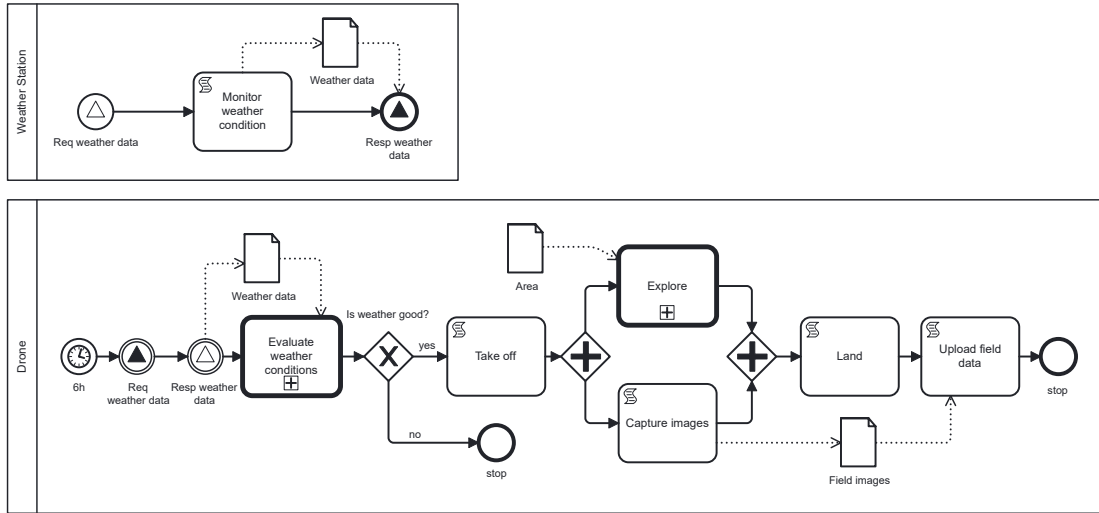 Weather Station
Weather data
Monitor
weather
condition
Req weather data
Resp weather
data
Drone
Area
Explore
Weather data
Is weather good?
Evaluate
weather
conditions
yes
Take off
Land
Upload field
data
6h
Req
weather data
Resp weather
data
stop
Capture images
no
stop
Field images